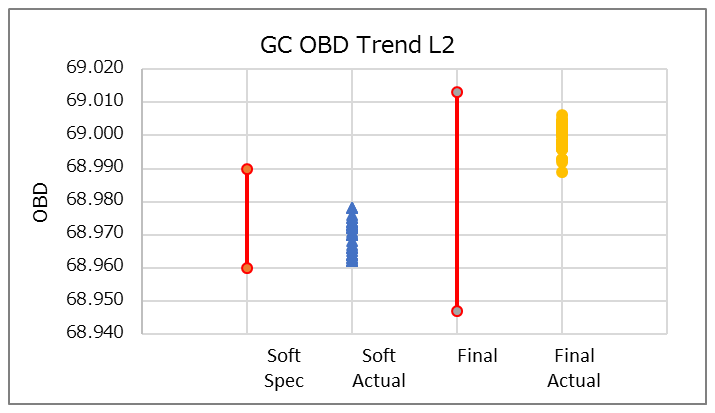 GC OBD Trend L2
69.020
69.010
69.000
68.990
68.980
68.970
68.960
68.950
68.940
OBD
Soft Spec
Soft Actual
Final
Final Actual